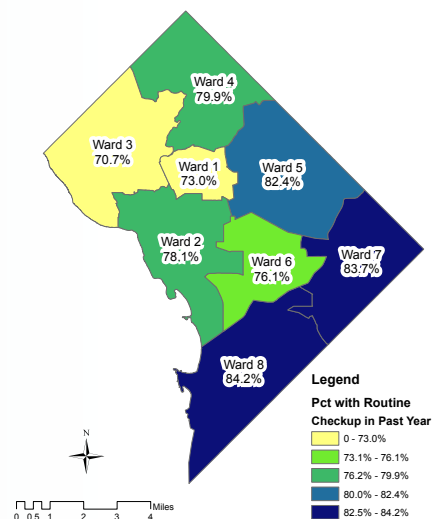 Ward 4
79.9%
Ward 3
70.7%
Ward 1
73.0%
Ward 5
82.4%
Ward 2
78.1%
Ward 6
76.1%
Ward 7
83.7%
Ward 8
84.2%
Legend
Pct with Routine
Checkup in Past Year
0 - 73.0%
73.1% - 76.1%
76.2% - 79.9%
80.0% - 82.4%
82.5% - 84.2%
N
Miles
0 0.5 1 2 3 4